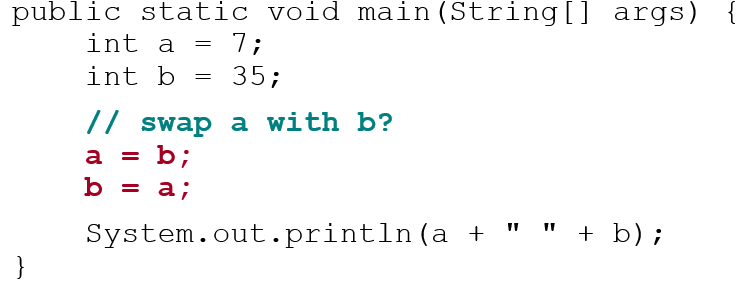 public static void main(String[] args) {
    int a = 7;
    int b = 35;
    // swap a with b?
    a = b;
    b = a;
    System.out.println(a + " " + b);
}